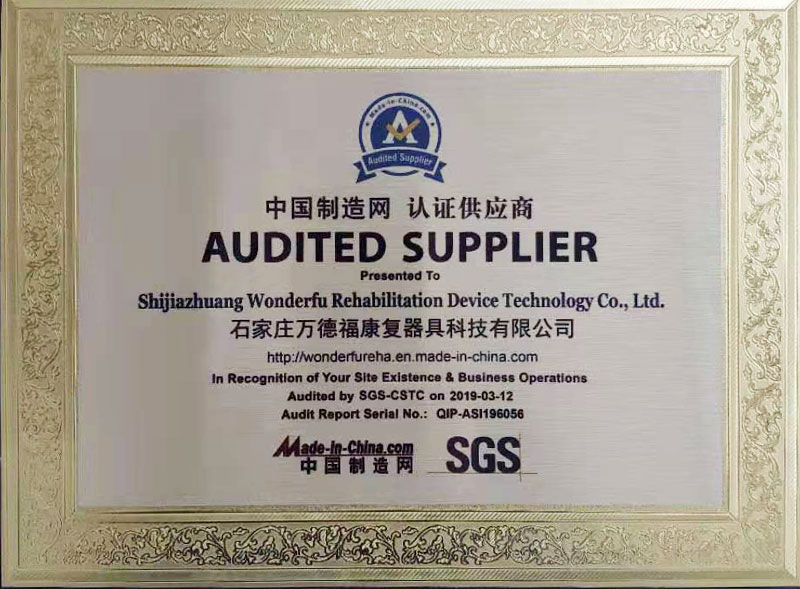 Made-in-China.com
A
Audited Supplier
中国制造网 认证供应商
AUDITED SUPPLIER
Presented To
Shijiazhuang Wonderfu Rehabilitation Device Technology Co., Ltd.
石家庄万德福康复器具科技有限公司
http://wonderfureha.en.made-in-china.com
In Recognition of Your Site Existence & Business Operations
Audited by SGS-CSTC on 2019-03-12
Audit Report Serial No.: QIP-ASI196056
Made-in-China.com
中国制造网
SGS